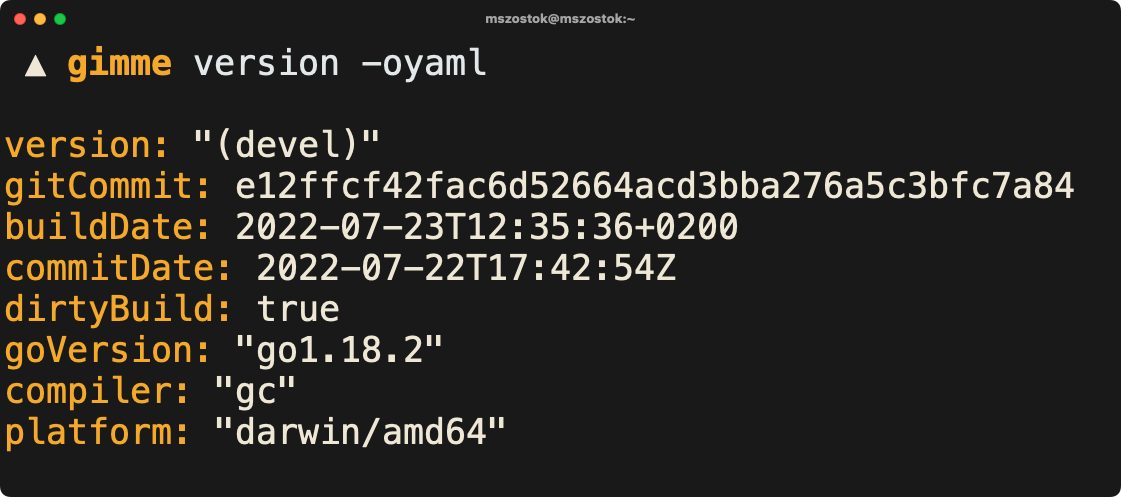 mszostok@mszostok:~
▲ gimme version -oyaml
version: "(devel)"
gitCommit: e12ffcf42fac6d52664acd3bba276a5c3bfc7a84
buildDate: 2022-07-23T12:35:36+0200
commitDate: 2022-07-22T17:42:54Z
dirtyBuild: true
goVersion: "go1.18.2"
compiler: "gc"
platform: "darwin/amd64"